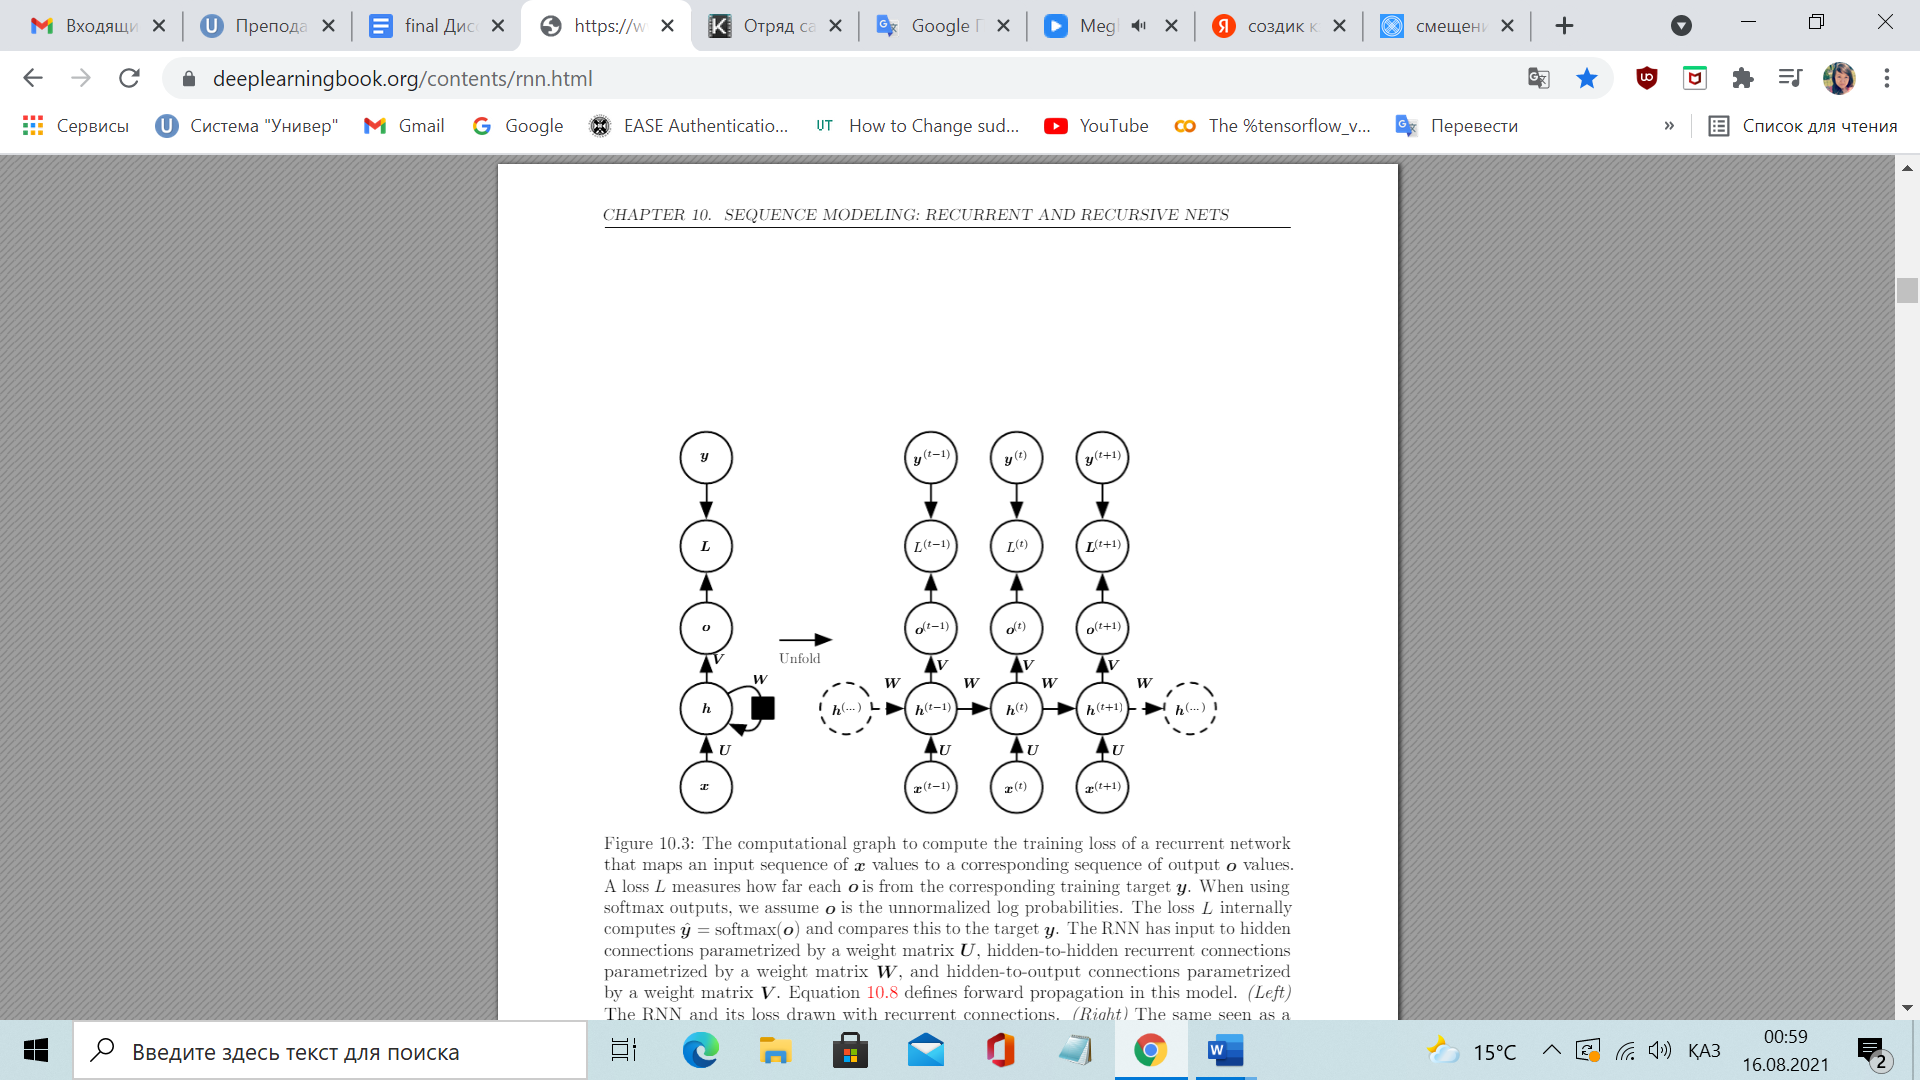 Входящи
Препода
final Дис
https://w
Отряд са
Google П
Meg
создик к
смещени
deeplearningbook.org/contents/rnn.html
Сервисы
Система "Универ"
Gmail
Google
EASE Authenticatio...
How to Change sud...
YouTube
The %tensorflow_v...
Перевести
»
Список для чтения
CHAPTER 10. SEQUENCE MODELING: RECURRENT AND RECURSIVE NETS
y y(t−1) y(t) y(t+1)
L L(t−1) L(t) L(t+1)
o o(t−1) o(t) o(t+1)
Unfold
V V V V
W W W W W
h h(...) h(t−1) h(t) h(t+1) h(...)
U U U U
x x(t−1) x(t) x(t+1)
Figure 10.3: The computational graph to compute the training loss of a recurrent network
that maps an input sequence of x values to a corresponding sequence of output o values.
A loss L measures how far each o is from the corresponding training target y. When using
softmax outputs, we assume o is the unnormalized log probabilities. The loss L internally
computes ŷ = softmax(o) and compares this to the target y. The RNN has input to hidden
connections parametrized by a weight matrix U, hidden-to-hidden recurrent connections
parametrized by a weight matrix W, and hidden-to-output connections parametrized
by a weight matrix V. Equation 10.8 defines forward propagation in this model. (Left)
The RNN and its loss drawn with recurrent connections. (Right) The same seen as a
Введите здесь текст для поиска
15°C
ҚАЗ
00:59
16.08.2021
2